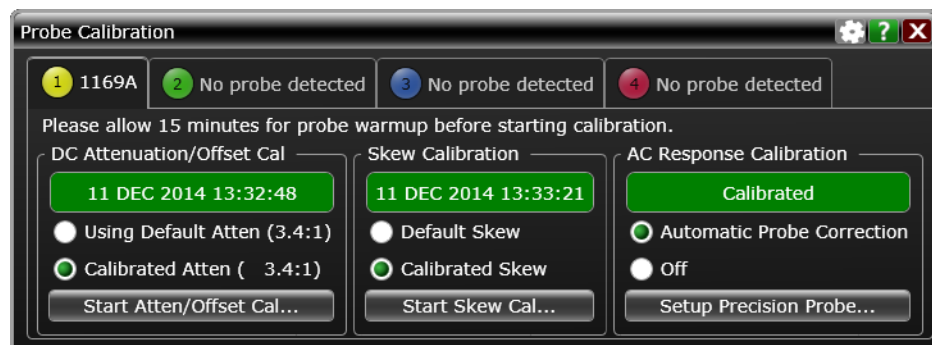 Probe Calibration ?
1 1169A 2 No probe detected 3 No probe detected 4 No probe detected
Please allow 15 minutes for probe warmup before starting calibration.
DC Attenuation/Offset Cal
11 DEC 2014 13:32:48
Using Default Atten (3.4:1)
Calibrated Atten ( 3.4:1)
Start Atten/Offset Cal...
Skew Calibration
11 DEC 2014 13:33:21
Default Skew
Calibrated Skew
Start Skew Cal...
AC Response Calibration
Calibrated
Automatic Probe Correction
Off
Setup Precision Probe...